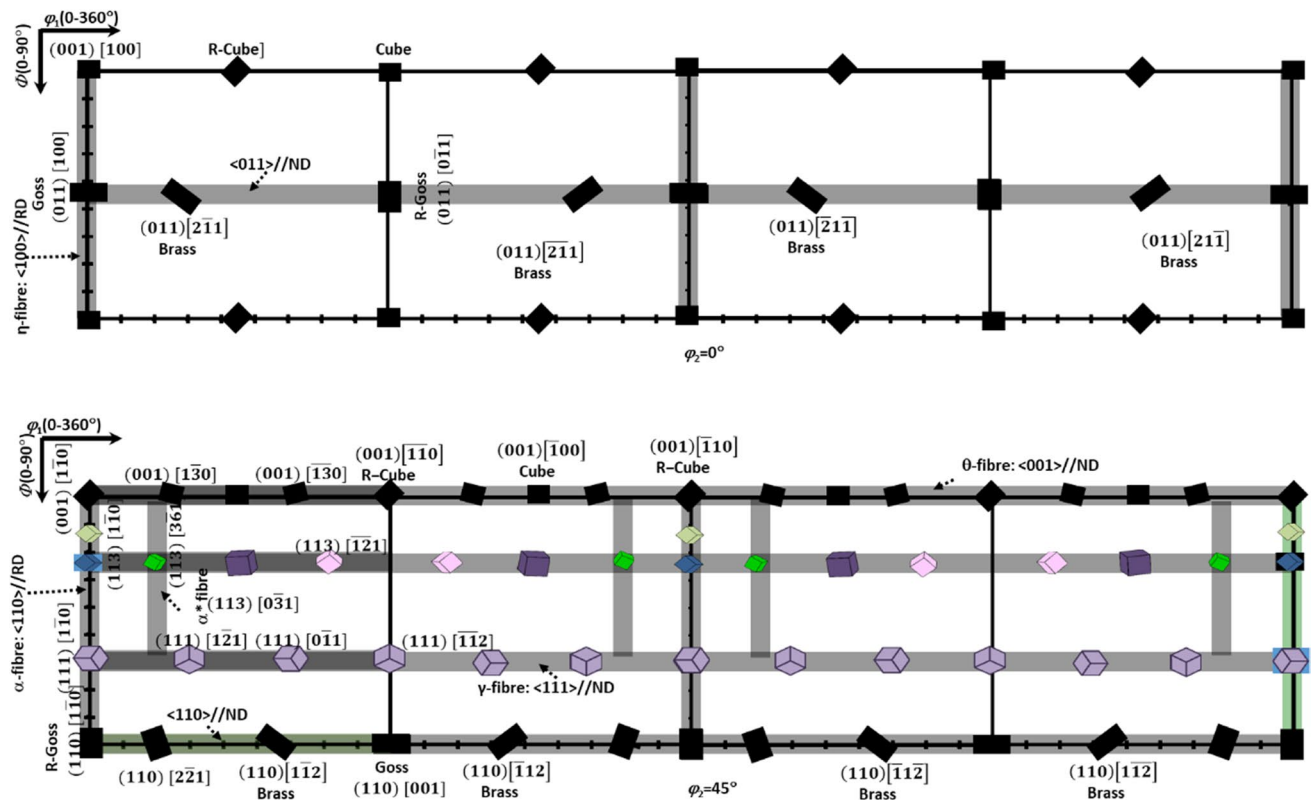 φ₁(0-360°)
Φ(0-90°)
(001) [100]
R-Cube]
Cube
Goss
(011) [100]
<011>//ND
R-Goss
(011) [01̅1]
η-fibre: <100>//RD
(011)[21̅1]
Brass
(011)[2̅1̅1]
Brass
(011)[2̅11̅]
Brass
(011)[211̅]
Brass
φ₂=0°
φ₁(0-360°)
Φ(0-90°)
(001) [11̅0]
(001) [13̅0]
(001) [1̅3̅0]
(001)[1̅1̅0]
R-Cube
(001)[1̅00]
Cube
(001)[1̅10]
R-Cube
θ-fibre: <001>//ND
(113) [11̅0]
(113) [3̅61]
(113) [1̅2̅1]
α* fibre
(113) [03̅1]
α-fibre: <110>//RD
(111) [11̅0]
(111) [12̅1]
(111) [01̅1]
(111) [1̅1̅2]
γ-fibre: <111>//ND
R-Goss
(110) [11̅0]
<110>//ND
(110) [22̅1]
(110)[11̅2]
Brass
Goss
(110) [001]
(110)[1̅12]
Brass
φ₂=45°
(110)[1̅12̅]
Brass
(110)[11̅2̅]
Brass